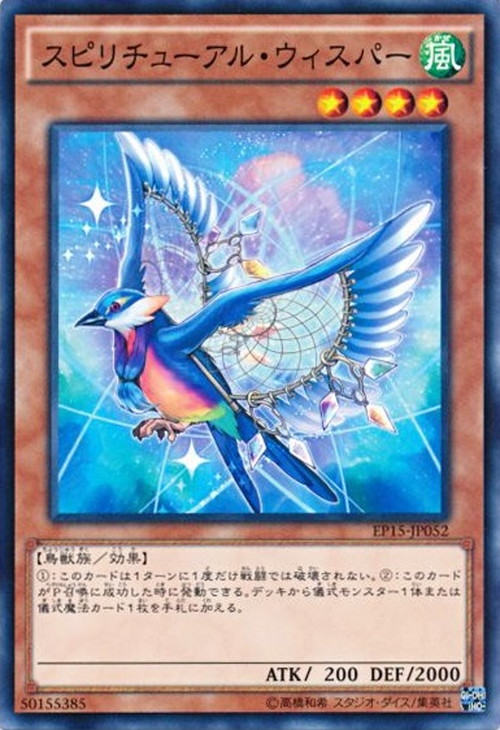 スピリチューアル・ウィスパー
風
EP15-JP052
【鳥獣族／効果】
①：このカードは１ターンに１度だけ戦闘では破壊されない。②：このカード
がＰ召喚に成功した時に発動できる。デッキから儀式モンスター１体または
儀式魔法カード１枚を手札に加える。
ATK/ 200 DEF/2000
50155385
©高橋和希 スタジオ・ダイス/集英社